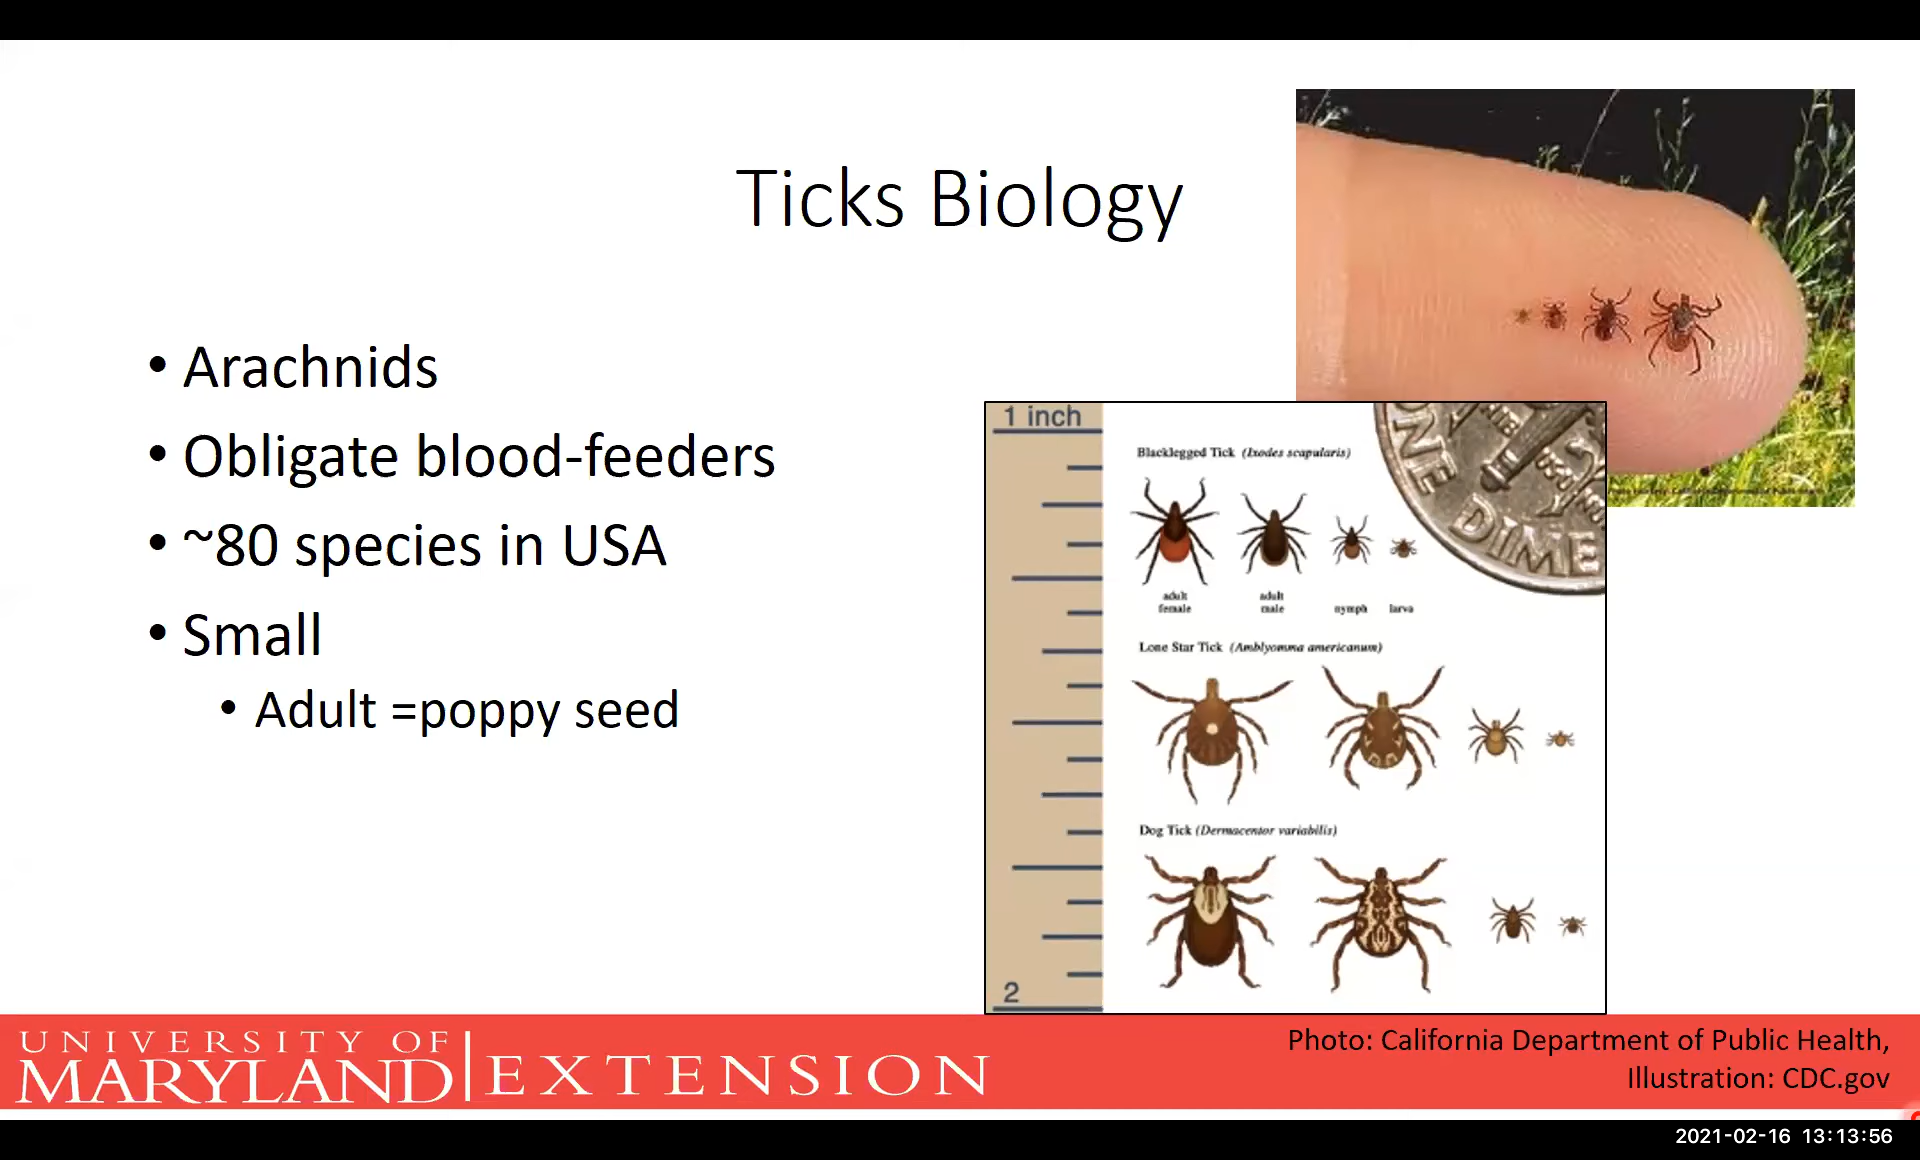 Ticks Biology
• Arachnids
• Obligate blood-feeders
• ~80 species in USA
• Small
• Adult =poppy seed
1 inch
2
ONE DIME
Blacklegged Tick (Ixodes scapularis)
adult female
adult male
nymph
larva
Lone Star Tick (Amblyomma americanum)
Dog Tick (Dermacentor variabilis)
UNIVERSITY OF
MARYLAND
EXTENSION
Photo: California Department of Public Health,
Illustration: CDC.gov
2021-02-16 13:13:56